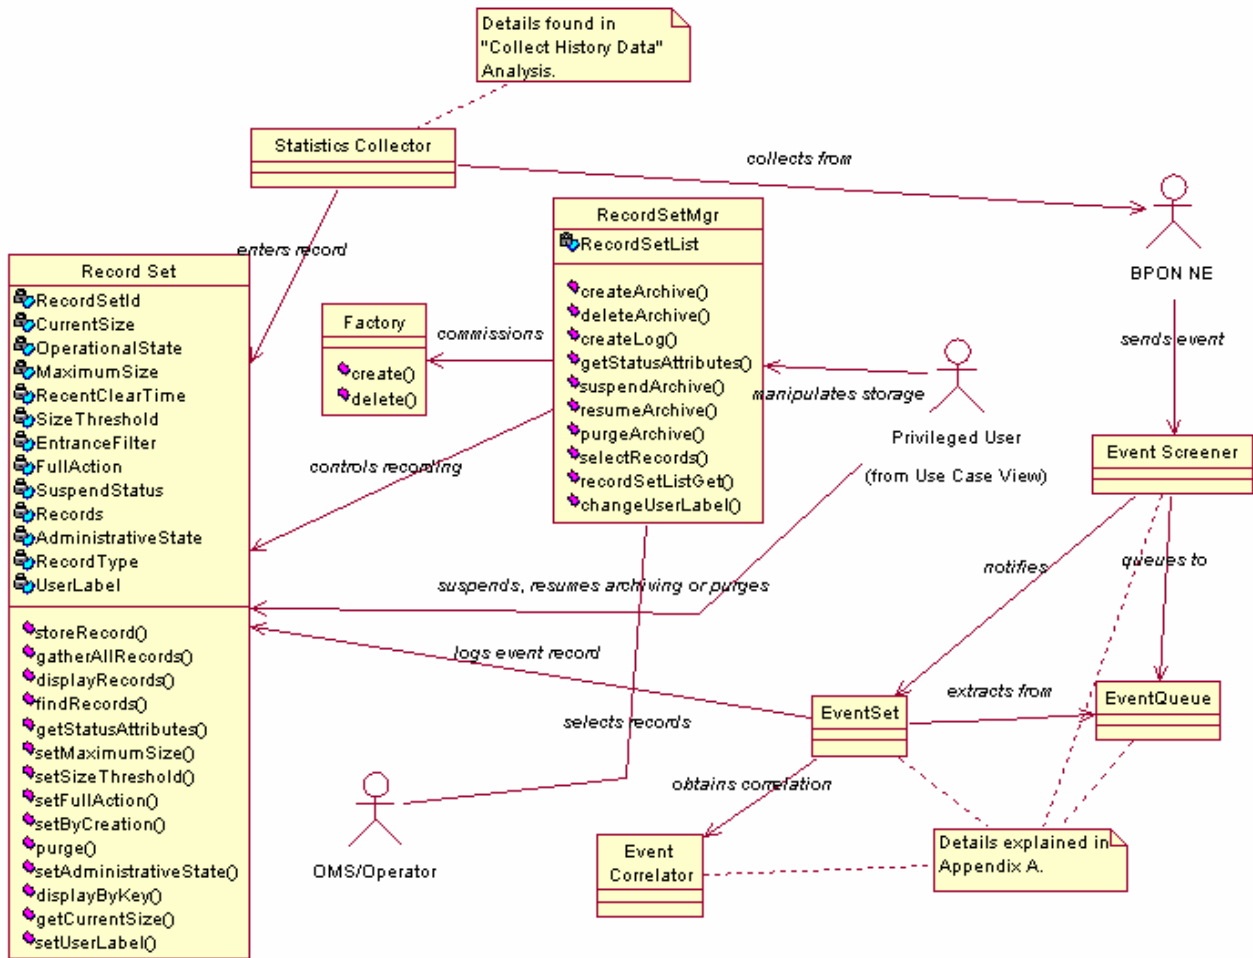 Details found in
"Collect History Data"
Analysis.
Statistics Collector
collects from
BPON NE
enters record
Record Set
RecordSetId
CurrentSize
OperationalState
MaximumSize
RecentClearTime
SizeThreshold
EntranceFilter
FullAction
SuspendStatus
Records
AdministrativeState
RecordType
UserLabel
storeRecord()
gatherAllRecords()
displayRecords()
findRecords()
getStatusAttributes()
setMaximumSize()
setSizeThreshold()
setFullAction()
setByCreation()
purge()
setAdministrativeState()
displayByKey()
getCurrentSize()
setUserLabel()
Factory
create()
delete()
commissions
RecordSetMgr
RecordSetList
createArchive()
deleteArchive()
createLog()
getStatusAttributes()
suspendArchive()
resumeArchive()
purgeArchive()
selectRecords()
recordSetListGet()
changeUserLabel()
controls recording
manipulates storage
Privileged User
(from Use Case View)
sends event
Event Screener
suspends, resumes archiving or purges
notifies
queues to
logs event record
EventSet
extracts from
EventQueue
selects records
obtains correlation
OMS/Operator
Event
Correlator
Details explained in
Appendix A.